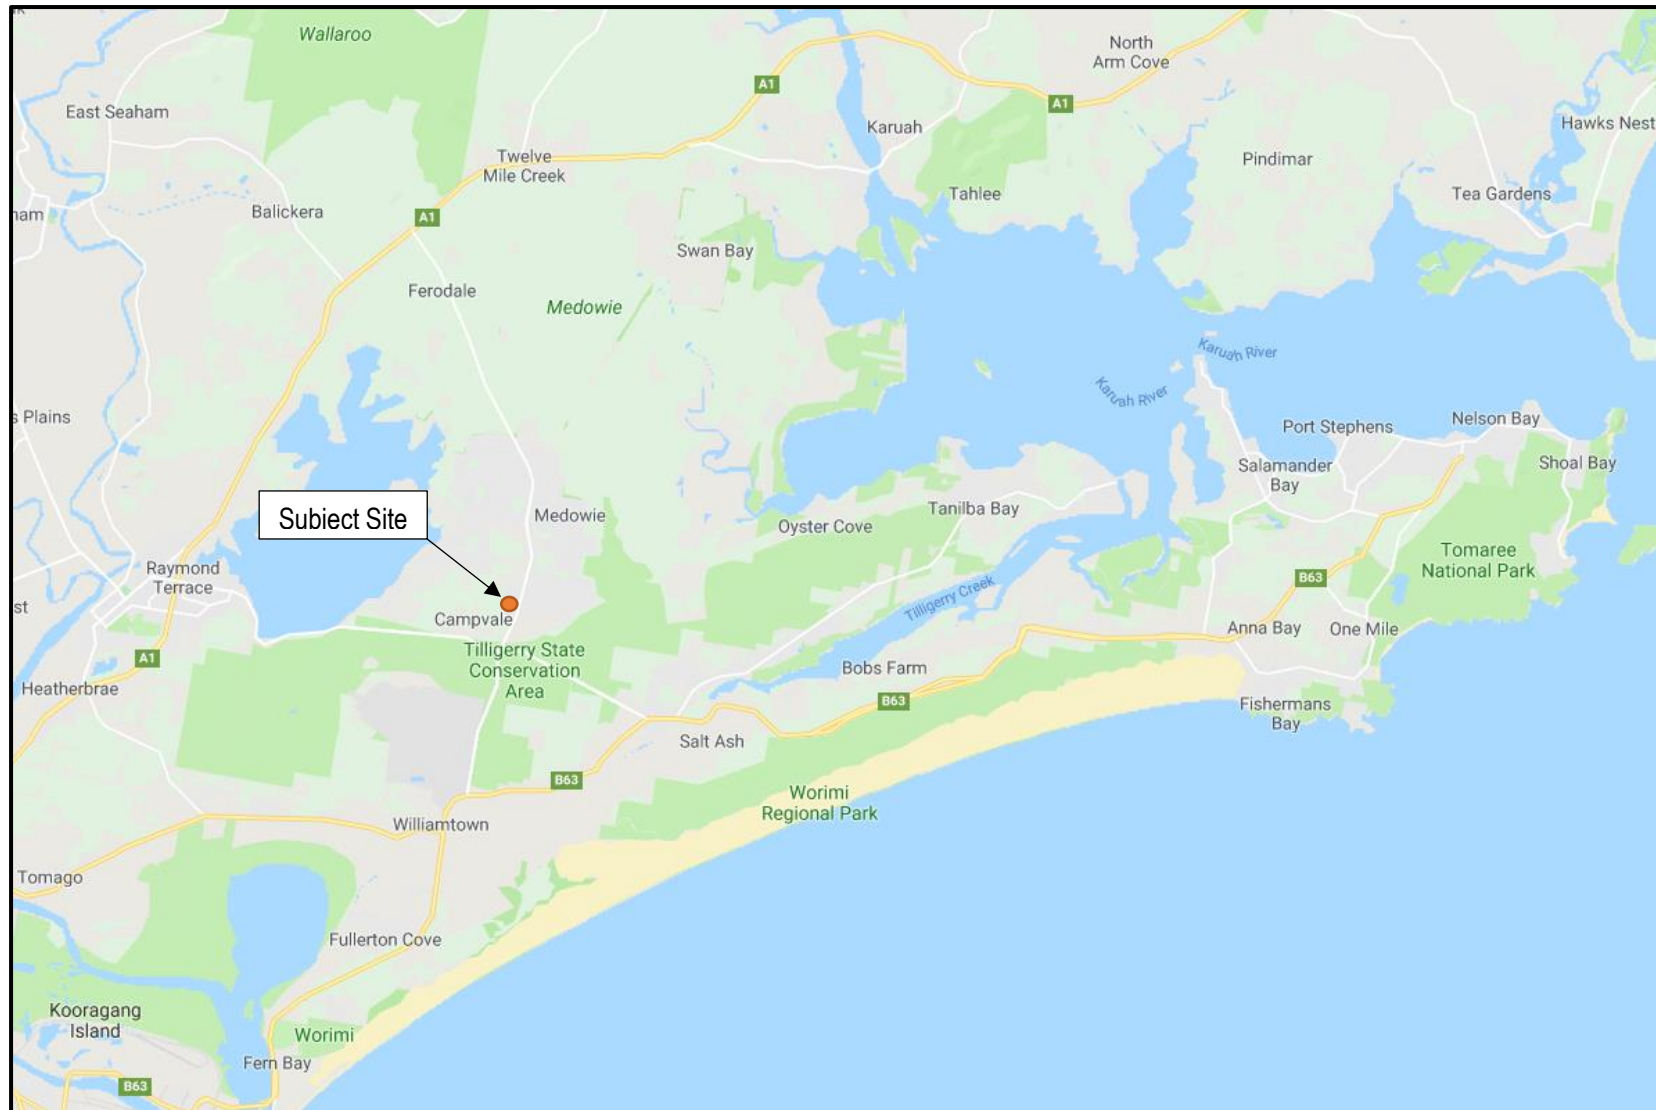 Wallaroo
North
Arm Cove
A1
A1
East Seaham
Karuah
Hawks Nest
Twelve
Mile Creek
Pindimar
Tahlee
Tea Gardens
Balickera
A1
Swan Bay
Ferodale
Medowie
Karuah River
Karuah River
s Plains
Port Stephens
Nelson Bay
Salamander
Bay
Shoal Bay
Subiect Site
Medowie
Oyster Cove
Tanilba Bay
Raymond
Terrace
Tomaree
National Park
B63
Tilligerry Creek
Campvale
Anna Bay
One Mile
Tilligerry State
Conservation
Area
A1
Bobs Farm
Heatherbrae
B63
Fishermans
Bay
Salt Ash
B63
Worimi
Regional Park
Williamtown
Tomago
Fullerton Cove
Kooragang
Island
Worimi
Fern Bay
B63